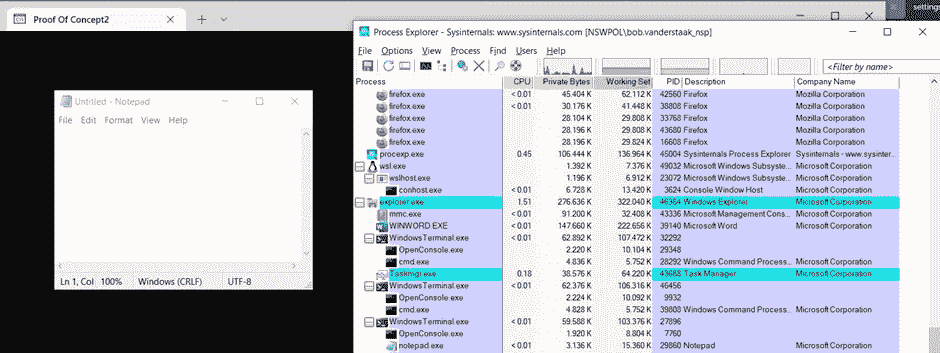 Proof Of Concept2
settings
Untitled - Notepad
File Edit Format View Help
Ln 1, Col 100% Windows (CRLF) UTF-8
Process Explorer - Sysinternals: www.sysinternals.com [NSWPOL\bob.vanderstaak_nsp]
File Options View Process Find Users Help
<Filter by name>
Process CPU Private Bytes Working Set PID Description Company Name
firefox.exe < 0.01 45.404 K 62.112 K 42560 Firefox Mozilla Corporation
firefox.exe < 0.01 30.176 K 41.448 K 38808 Firefox Mozilla Corporation
firefox.exe 28.104 K 29.808 K 33768 Firefox Mozilla Corporation
firefox.exe 28.196 K 29.808 K 43680 Firefox Mozilla Corporation
firefox.exe 28.196 K 29.824 K 16608 Firefox Mozilla Corporation
procexp.exe 0.45 106.444 K 136.964 K 45004 Sysinternals Process Explorer Sysinternals - www.sysinter...
wsl.exe 1.392 K 7.376 K 49032 Microsoft Windows Subsyste... Microsoft Corporation
wslhost.exe 1.196 K 6.912 K 23072 Microsoft Windows Subsyste... Microsoft Corporation
conhost.exe < 0.01 6.728 K 13.420 K 3624 Console Window Host Microsoft Corporation
explorer.exe 1.51 276.636 K 322.040 K 46364 Windows Explorer Microsoft Corporation
mmc.exe < 0.01 91.200 K 32.408 K 43336 Microsoft Management Cons... Microsoft Corporation
WINWORD.EXE < 0.01 147.660 K 222.656 K 39140 Microsoft Word Microsoft Corporation
WindowsTerminal.exe < 0.01 62.892 K 107.472 K 32292
OpenConsole.exe 2.220 K 10.104 K 29348
cmd.exe 4.836 K 5.752 K 28292 Windows Command Process... Microsoft Corporation
Taskmgr.exe 0.18 38.576 K 64.220 K 43688 Task Manager Microsoft Corporation
WindowsTerminal.exe < 0.01 62.376 K 106.316 K 46456
OpenConsole.exe 2.224 K 10.092 K 9932
cmd.exe 4.828 K 5.752 K 39808 Windows Command Process... Microsoft Corporation
WindowsTerminal.exe < 0.01 59.588 K 103.376 K 27896
OpenConsole.exe 1.920 K 8.804 K 7760
notepad.exe 3.136 K 15.360 K 29860 Notepad Microsoft Corporation